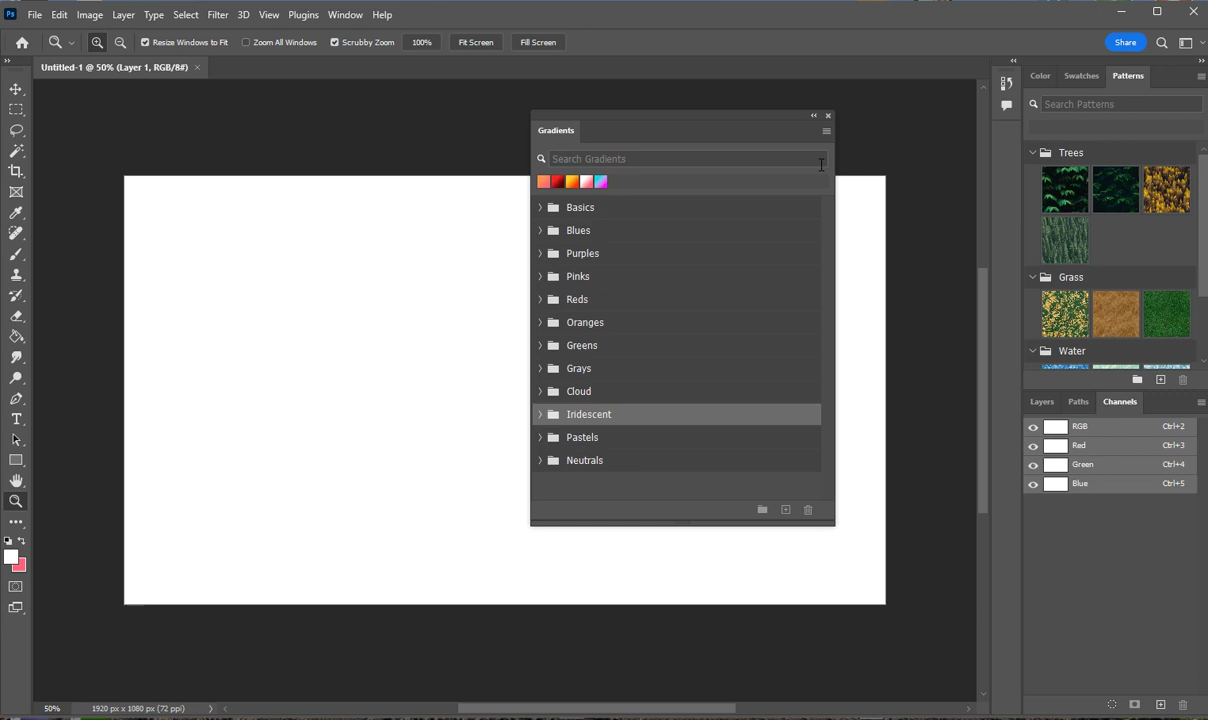 Ps File Edit Image Layer Type Select Filter 3D View Plugins Window Help
Resize Windows to Fit Zoom All Windows Scrubby Zoom 100% Fit Screen Fill Screen Share
Untitled-1 @ 50% (Layer 1, RGB/8#)
Color Swatches Patterns
Search Patterns
Trees
Grass
Water
Gradients
Search Gradients
Basics
Blues
Purples
Pinks
Reds
Oranges
Greens
Grays
Cloud
Iridescent
Pastels
Neutrals
Layers Paths Channels
RGB Ctrl+2
Red Ctrl+3
Green Ctrl+4
Blue Ctrl+5
50% 1920 px x 1080 px (72 ppi)